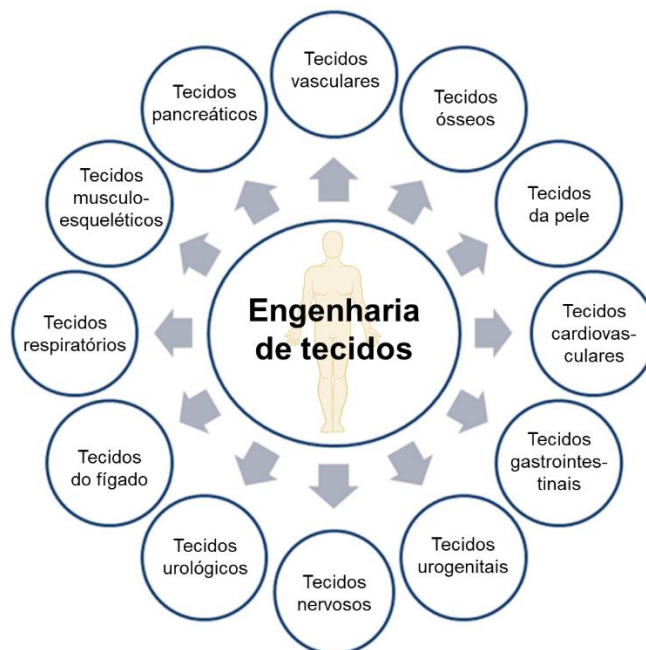 Tecidos
vasculares
Tecidos
ósseos
Tecidos
da pele
Tecidos
cardiovas-
culares
Tecidos
gastrointes-
tinais
Tecidos
urogenitais
Tecidos
nervosos
Tecidos
urológicos
Tecidos
do fígado
Tecidos
respiratórios
Tecidos
musculo-
esqueléticos
Tecidos
pancreáticos
Engenharia
de tecidos